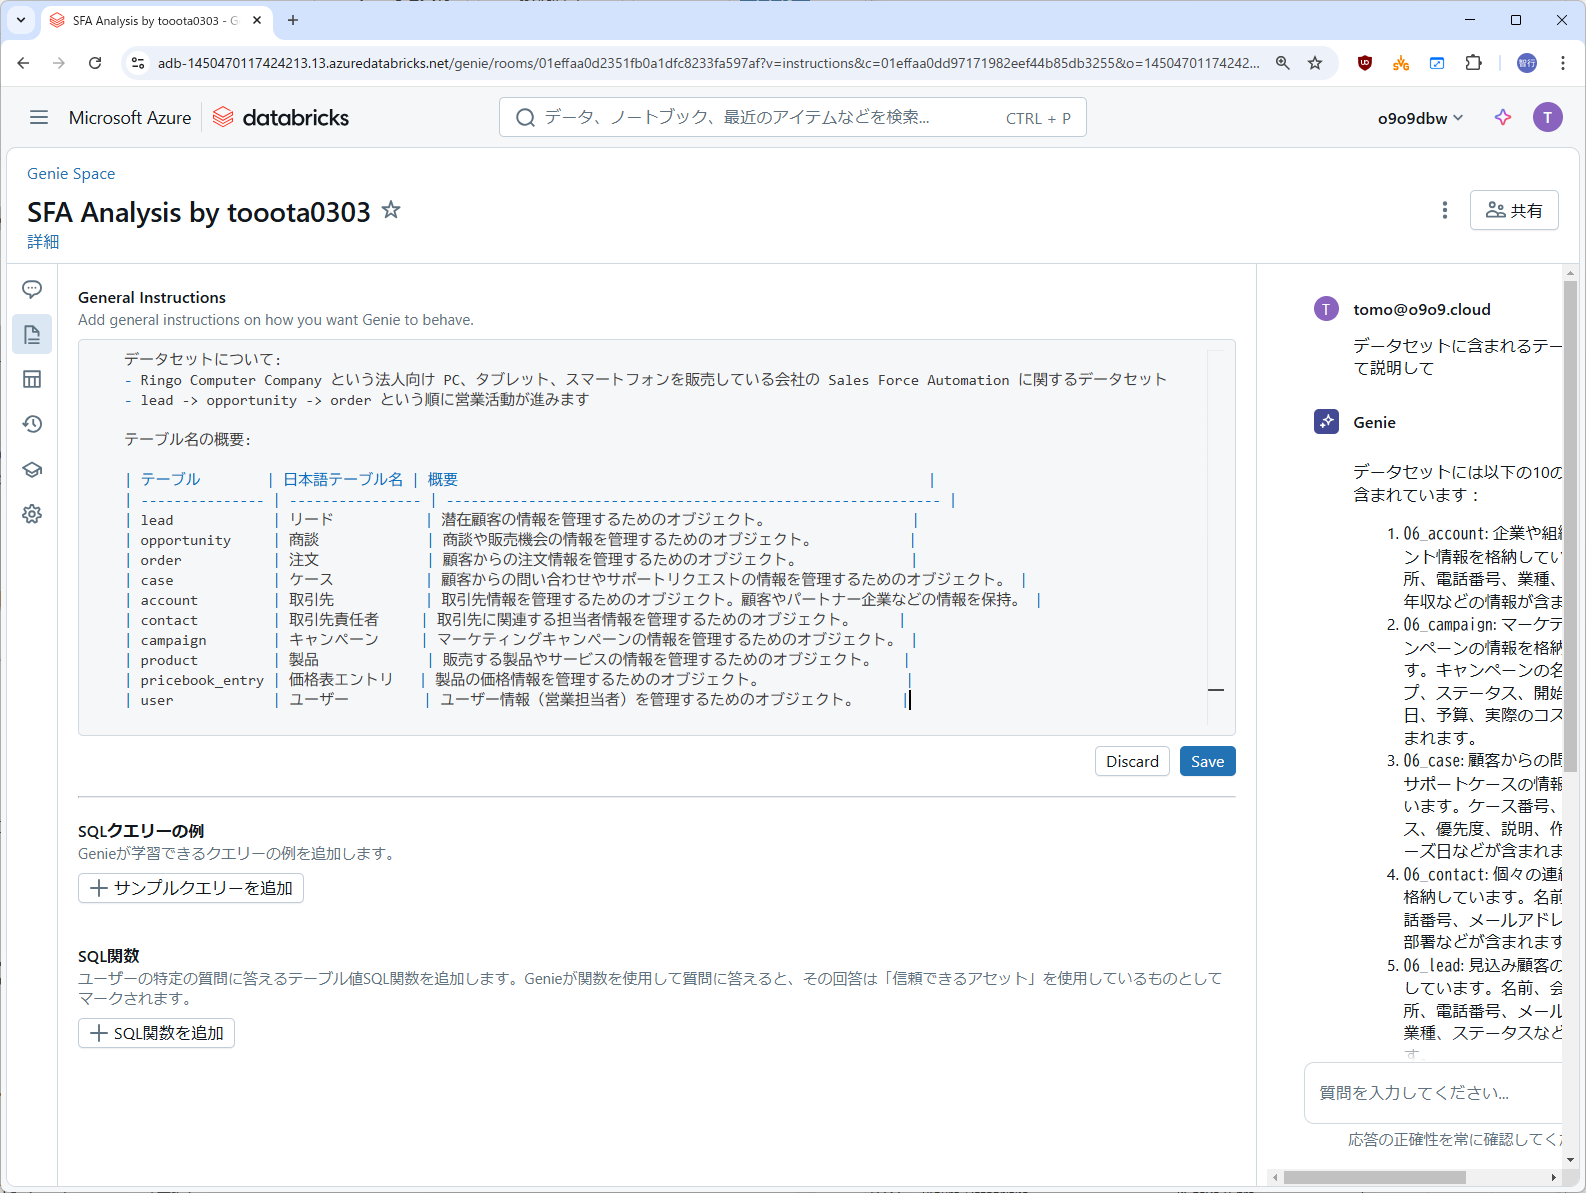 SFA Analysis by tooota0303 - G
adb-1450470117424213.13.azuredatabricks.net/genie/rooms/01effaa0d2351fb0a1dfc8233fa597af?v=instructions&c=01effaa0dd97171982eef44b85db3255&o=14504701174242...
智行
Microsoft Azure
databricks
データ、ノートブック、最近のアイテムなどを検索...
CTRL + P
o9o9dbw
T
Genie Space
SFA Analysis by tooota0303
詳細
共有
General Instructions
Add general instructions on how you want Genie to behave.
データセットについて:
- Ringo Computer Company という法人向け PC、タブレット、スマートフォンを販売している会社の Sales Force Automation に関するデータセット
- lead -> opportunity -> order という順に営業活動が進みます
テーブル名の概要:
| テーブル | 日本語テーブル名 | 概要 |
| --------------- | ---------------- | ------------------------------------------------------------ |
| lead | リード | 潜在顧客の情報を管理するためのオブジェクト。 |
| opportunity | 商談 | 商談や販売機会の情報を管理するためのオブジェクト。 |
| order | 注文 | 顧客からの注文情報を管理するためのオブジェクト。 |
| case | ケース | 顧客からの問い合わせやサポートリクエストの情報を管理するためのオブジェクト。 |
| account | 取引先 | 取引先情報を管理するためのオブジェクト。顧客やパートナー企業などの情報を保持。 |
| contact | 取引先責任者 | 取引先に関連する担当者情報を管理するためのオブジェクト。 |
| campaign | キャンペーン | マーケティングキャンペーンの情報を管理するためのオブジェクト。 |
| product | 製品 | 販売する製品やサービスの情報を管理するためのオブジェクト。 |
| pricebook_entry | 価格表エントリ | 製品の価格情報を管理するためのオブジェクト。 |
| user | ユーザー | ユーザー情報（営業担当者）を管理するためのオブジェクト。 |
Discard
Save
SQLクエリーの例
Genieが学習できるクエリーの例を追加します。
サンプルクエリーを追加
SQL関数
ユーザーの特定の質問に答えるテーブル値SQL関数を追加します。Genieが関数を使用して質問に答えると、その回答は「信頼できるアセット」を使用しているものとして
マークされます。
SQL関数を追加
T
tomo@o9o9.cloud
データセットに含まれるテー
て説明して
Genie
データセットには以下の10の
含まれています：
1. 06_account: 企業や組織
ント情報を格納してい
所、電話番号、業種、
年収などの情報が含ま
2. 06_campaign: マーケテ
ンペーンの情報を格納
す。キャンペーンの名
プ、ステータス、開始
日、予算、実際のコス
まれます。
3. 06_case: 顧客からの問
サポートケースの情報
います。ケース番号、
ス、優先度、説明、作
ーズ日などが含まれま
4. 06_contact: 個々の連絡
格納しています。名前
話番号、メールアドレ
部署などが含まれます
5. 06_lead: 見込み顧客の
しています。名前、会
所、電話番号、メール
業種、ステータスなど
す。
質問を入力してください...
応答の正確性を常に確認してくだ